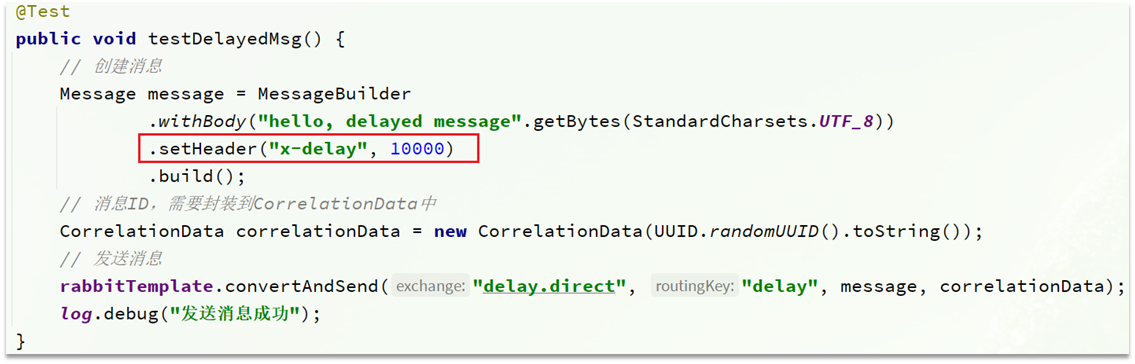 @Test
public void testDelayedMsg() {
// 创建消息
Message message = MessageBuilder
.withBody("hello, delayed message".getBytes(StandardCharsets.UTF_8))
.setHeader("x-delay", 10000)
.build();
// 消息ID，需要封装到CorrelationData中
CorrelationData correlationData = new CorrelationData(UUID.randomUUID().toString());
// 发送消息
rabbitTemplate.convertAndSend( exchange: "delay.direct", routingKey: "delay", message, correlationData);
log.debug("发送消息成功");
}